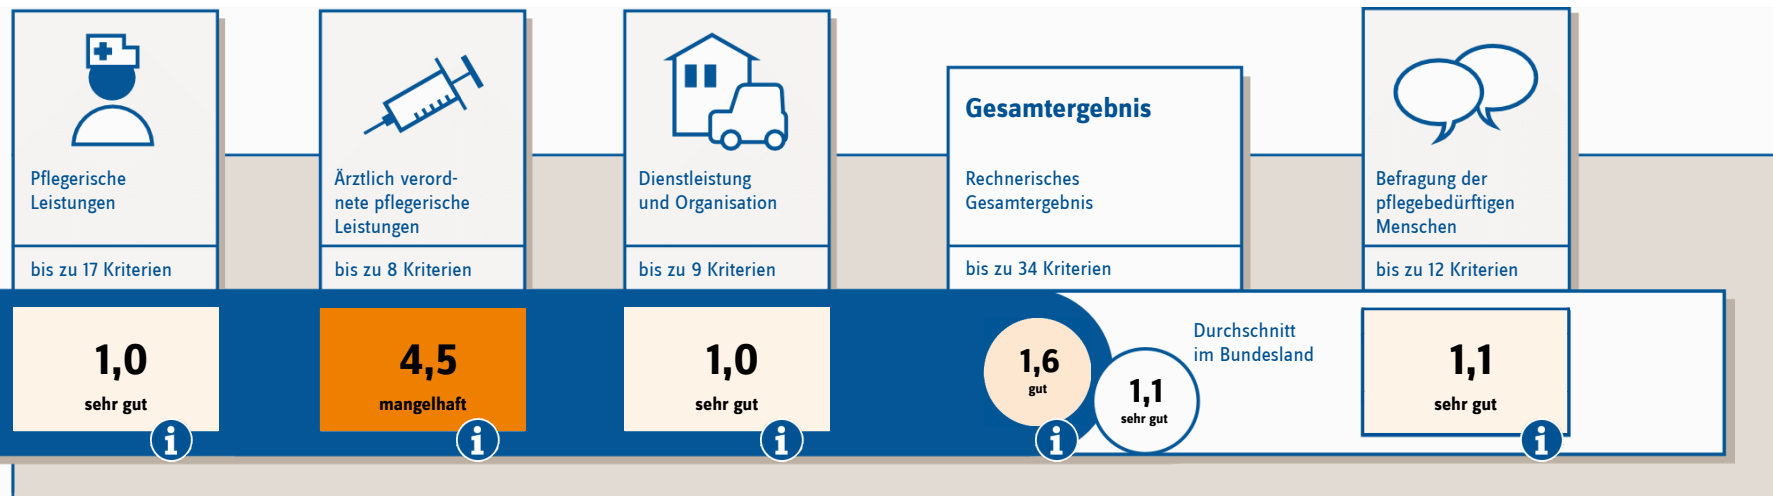 Pflegerische
Leistungen
bis zu 17 Kriterien
1,0
sehr gut
i
Ärztlich verord-
nete pflegerische
Leistungen
bis zu 8 Kriterien
4,5
mangelhaft
i
Dienstleistung
und Organisation
bis zu 9 Kriterien
1,0
sehr gut
i
Gesamtergebnis
Rechnerisches
Gesamtergebnis
bis zu 34 Kriterien
1,6
gut
i
1,1
sehr gut
Durchschnitt
im Bundesland
Befragung der
pflegebedürftigen
Menschen
bis zu 12 Kriterien
1,1
sehr gut
i